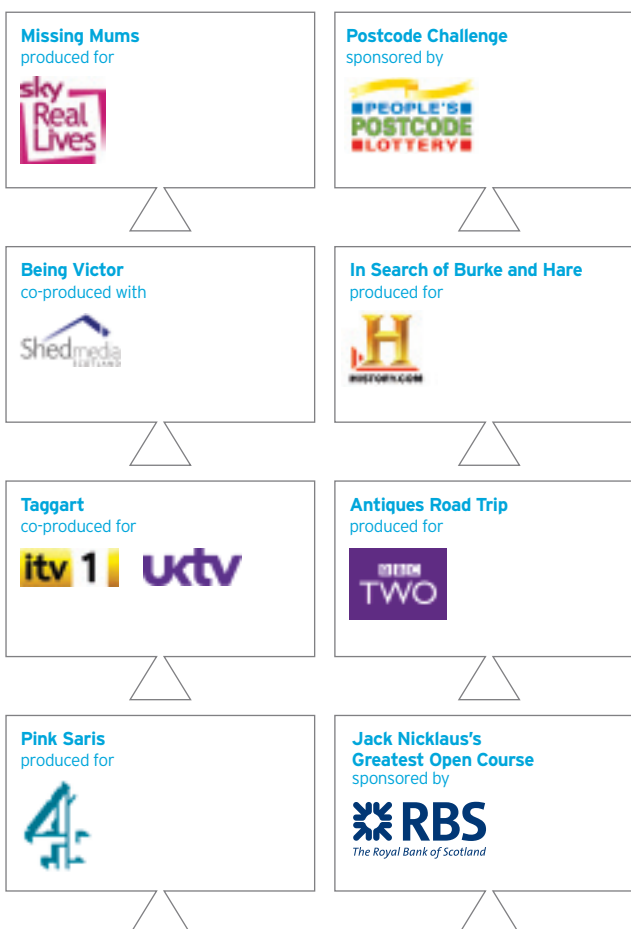 Missing Mums
produced for
sky
Real
Lives
Postcode Challenge
sponsored by
PEOPLE'S
POSTCODE
LOTTERY
Being Victor
co-produced with
Shedmedia
SCOTLAND
In Search of Burke and Hare
produced for
H
HISTORY.COM
Taggart
co-produced for
itv 1 uktv
Antiques Road Trip
produced for
BBC
TWO
Pink Saris
produced for
4
Jack Nicklaus's
Greatest Open Course
sponsored by
RBS
The Royal Bank of Scotland